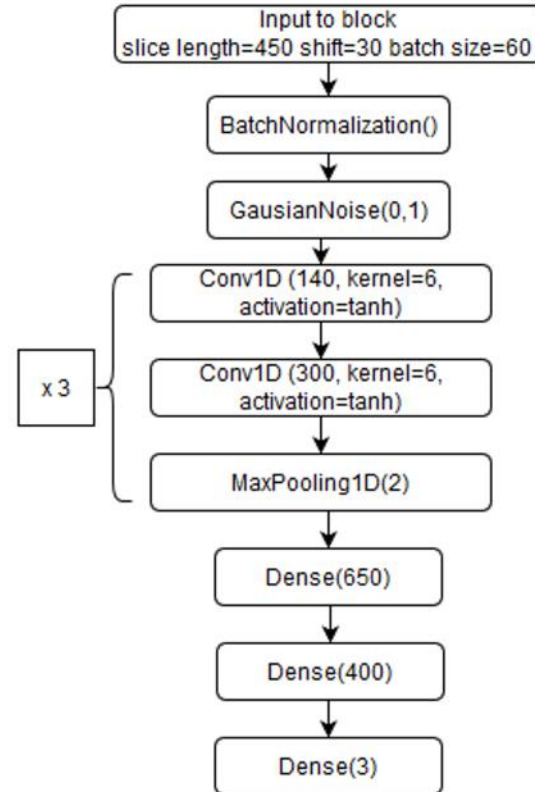 Input to block
slice length=450 shift=30 batch size=60
BatchNormalization()
GausianNoise(0,1)
Conv1D (140, kernel=6,
activation=tanh)
x 3
Conv1D (300, kernel=6,
activation=tanh)
MaxPooling1D(2)
Dense(650)
Dense(400)
Dense(3)